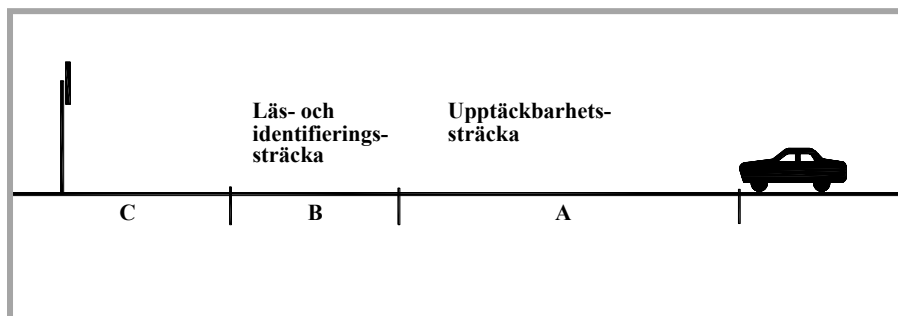 Läs- och
identifierings-
sträcka
Upptäckbarhets-
sträcka
C
B
A